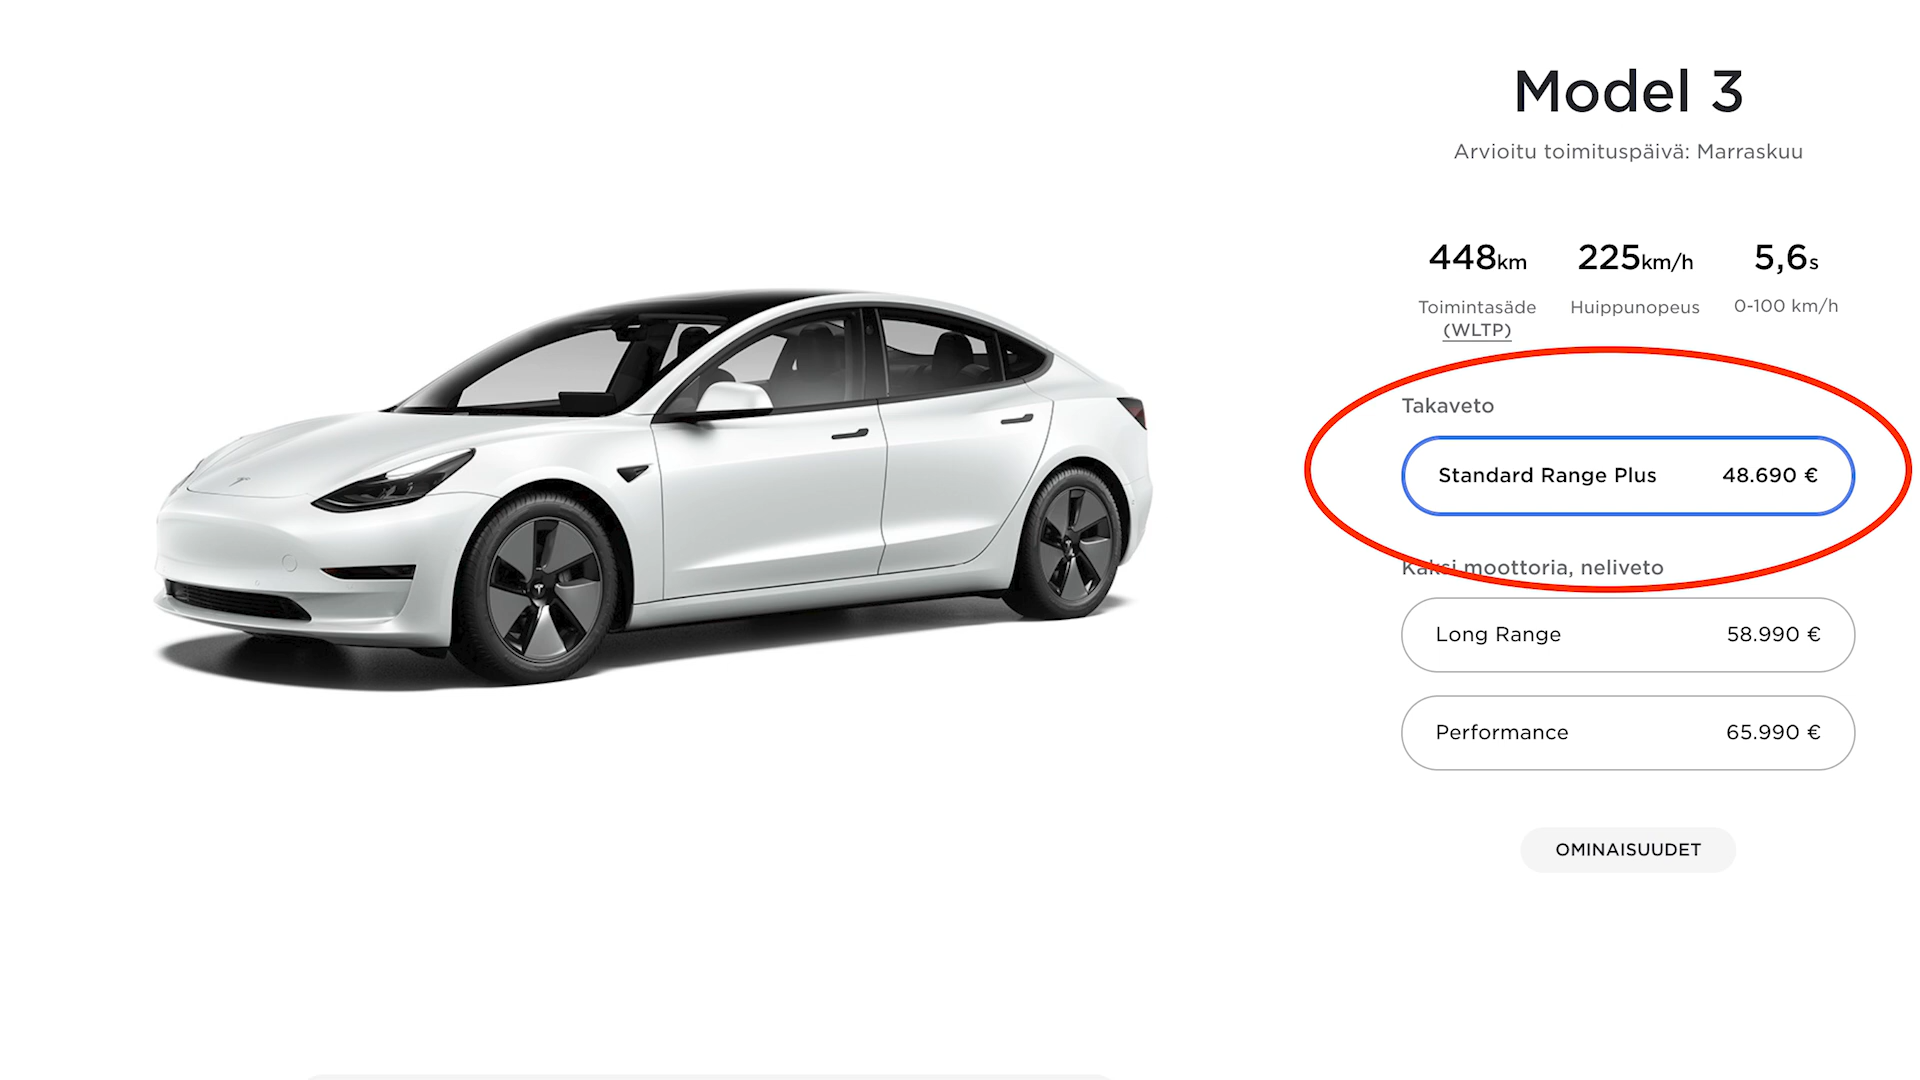 Model 3
Arvioitu toimituspäivä: Marraskuu
448km 225km/h 5,6s
Toimintasäde Huippunopeus 0-100 km/h
(WLTP)
Takaveto
Standard Range Plus 48.690 €
Kaksi moottoria, neliveto
Long Range 58.990 €
Performance 65.990 €
OMINAISUUDET